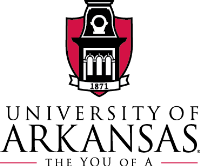 1871
UNIVERSITY OF
ARKANSAS
THE YOU OF A